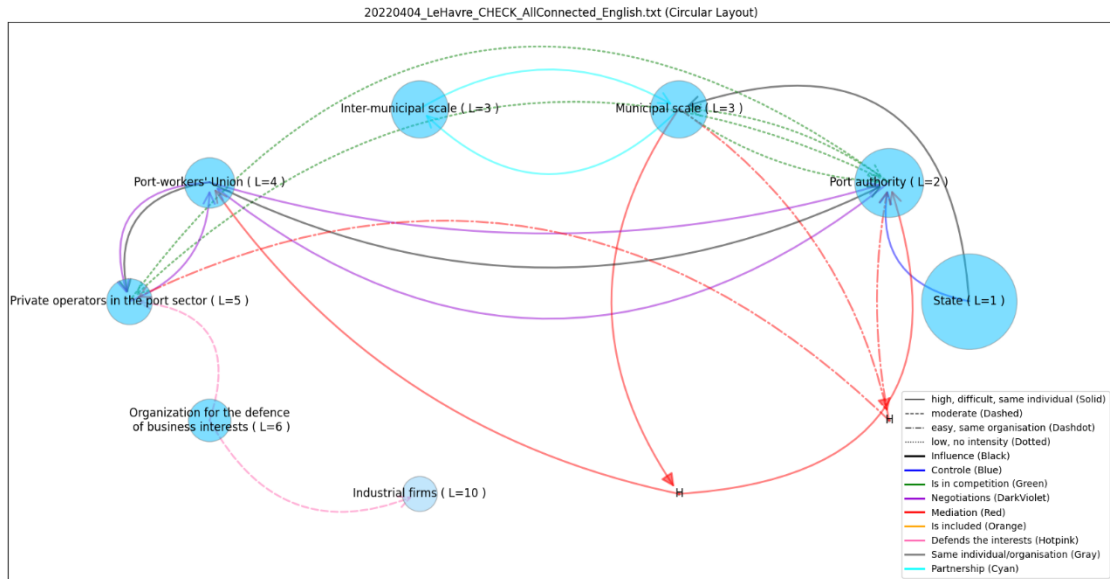 20220404_LeHavre_CHECK_AllConnected_English.txt (Circular Layout)
Inter-municipal scale ( L=3 )
Municipal scale ( L=3 )
Port-workers' Union ( L=4 )
Port authority ( L=2 )
Private operators in the port sector ( L=5 )
State ( L=1 )
Organization for the defence
of business interests ( L=6 )
H
Industrial firms ( L=10 )
H
high, difficult, same individual (Solid)
moderate (Dashed)
easy, same organisation (Dashdot)
low, no intensity (Dotted)
Influence (Black)
Controle (Blue)
Is in competition (Green)
Negotiations (DarkViolet)
Mediation (Red)
Is included (Orange)
Defends the interests (Hotpink)
Same individual/organisation (Gray)
Partnership (Cyan)